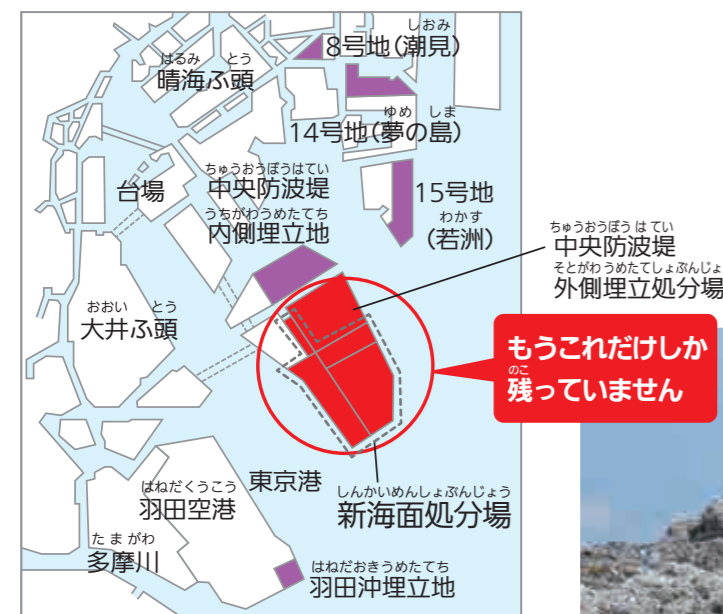 しおみ
8号地(潮見)
はるみ とう
晴海ふ頭
ゆめ しま
14号地(夢の島)
ちゅうおうぼうはてい
台場
中央防波堤
うちがわうめたてち
内側埋立地
15号地
わかす
(若洲)
ちゅうおうぼうはてい
中央防波堤
そとがわうめたてしょぶんじょ
外側埋立処分場
おおい とう
大井ふ頭
もうこれだけしか
のこ
残っていません
はねだくうこう
羽田空港
東京港
しんかいめんしょぶんじょう
新海面処分場
たまがわ
多摩川
はねだおきうめたてち
羽田沖埋立地